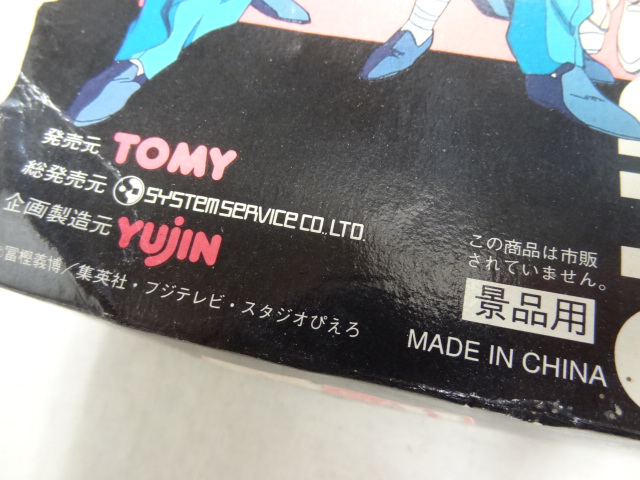 発売元 TOMY
総発売元 SYSTEM SERVICE CO., LTD.
企画製造元 YUJIN
©冨樫義博／集英社・フジテレビ・スタジオぴえろ
この商品は市販
されていません。
景品用
MADE IN CHINA